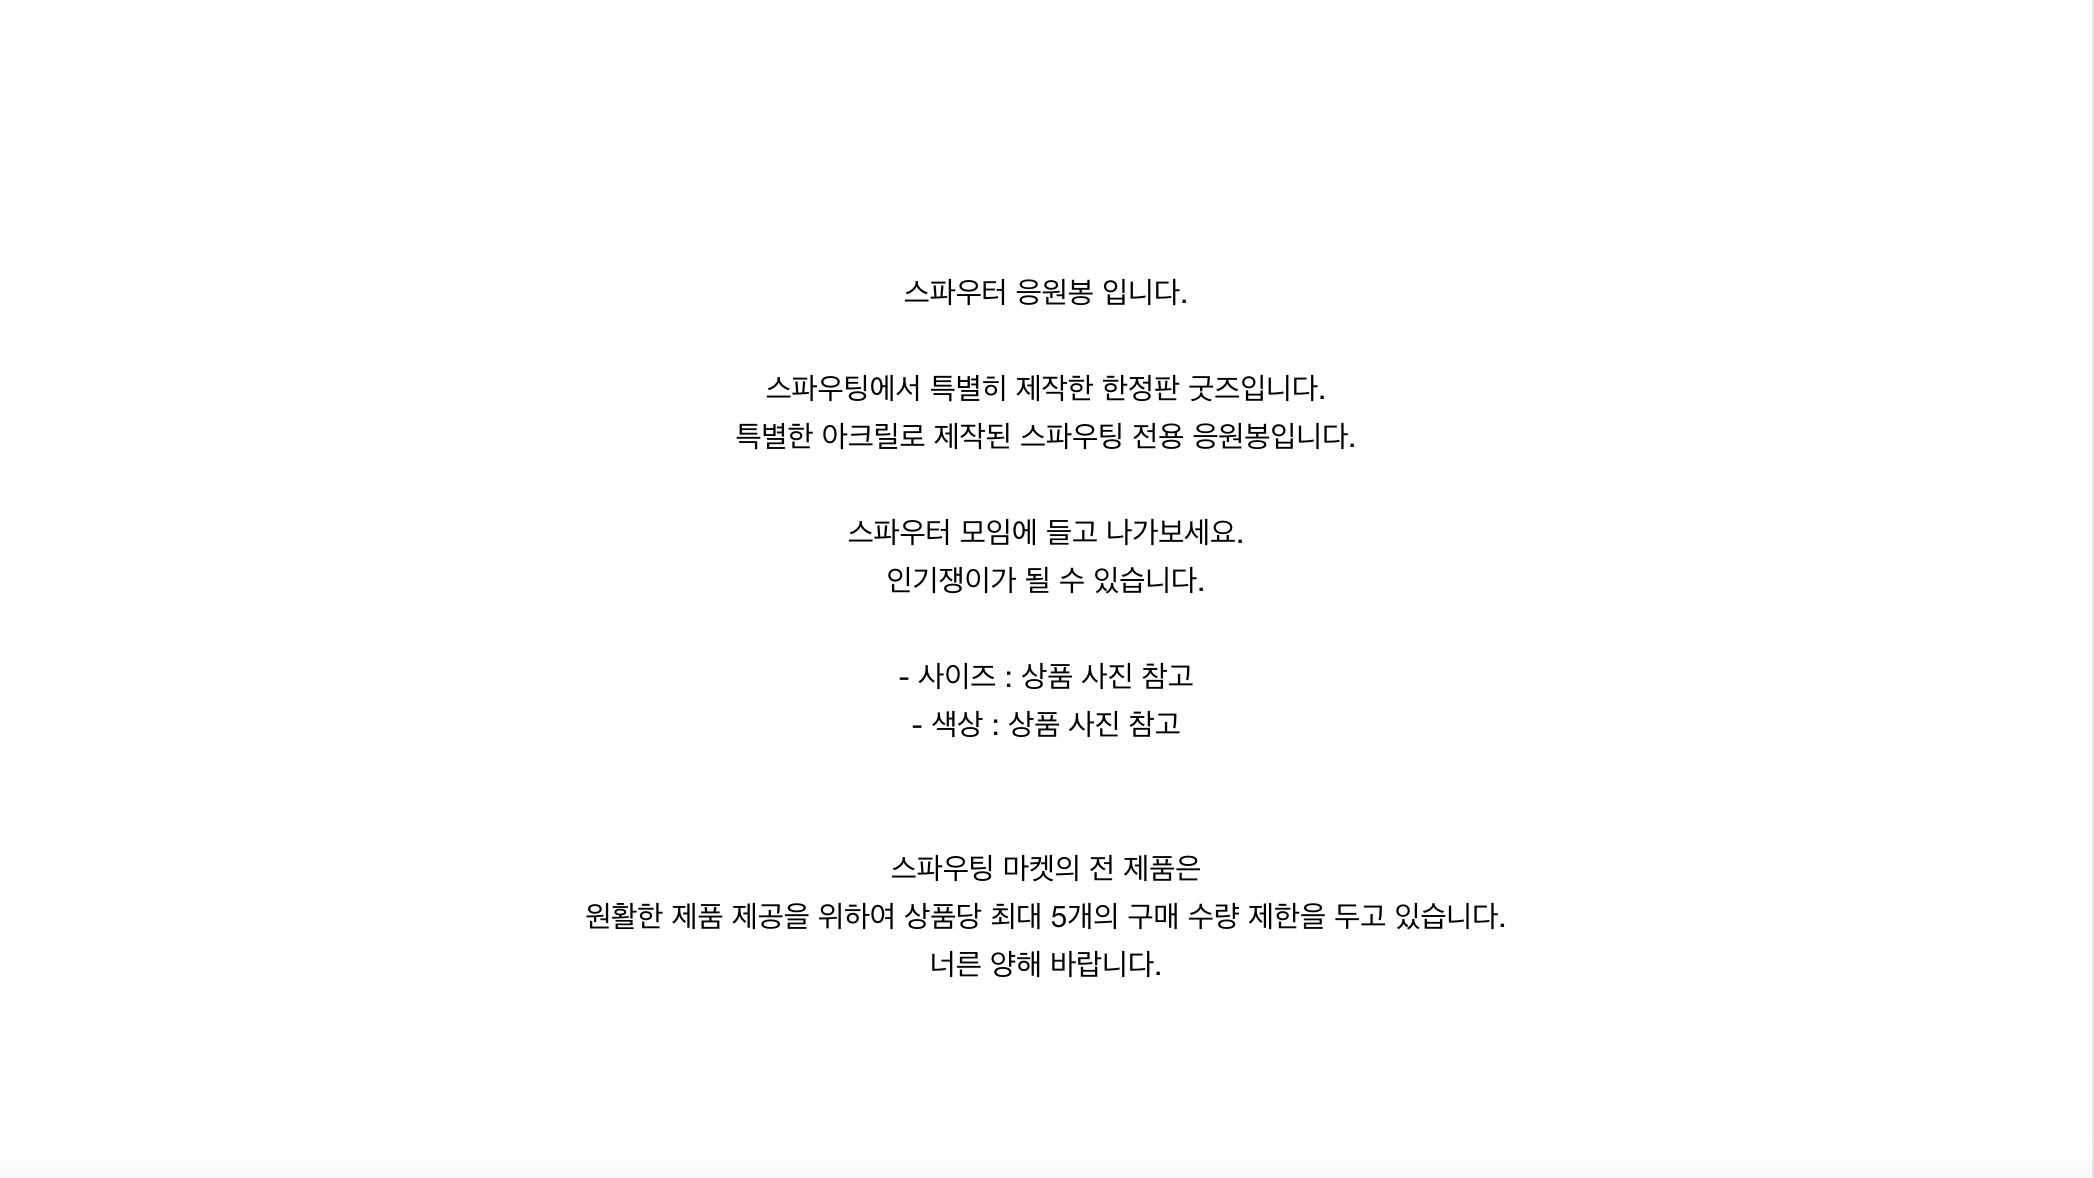 스파우터 응원봉 입니다.
스파우팅에서 특별히 제작한 한정판 굿즈입니다.
특별한 아크릴로 제작된 스파우팅 전용 응원봉입니다.
스파우터 모임에 들고 나가보세요.
인기쟁이가 될 수 있습니다.
- 사이즈 : 상품 사진 참고
- 색상 : 상품 사진 참고
스파우팅 마켓의 전 제품은
원활한 제품 제공을 위하여 상품당 최대 5개의 구매 수량 제한을 두고 있습니다.
너른 양해 바랍니다.